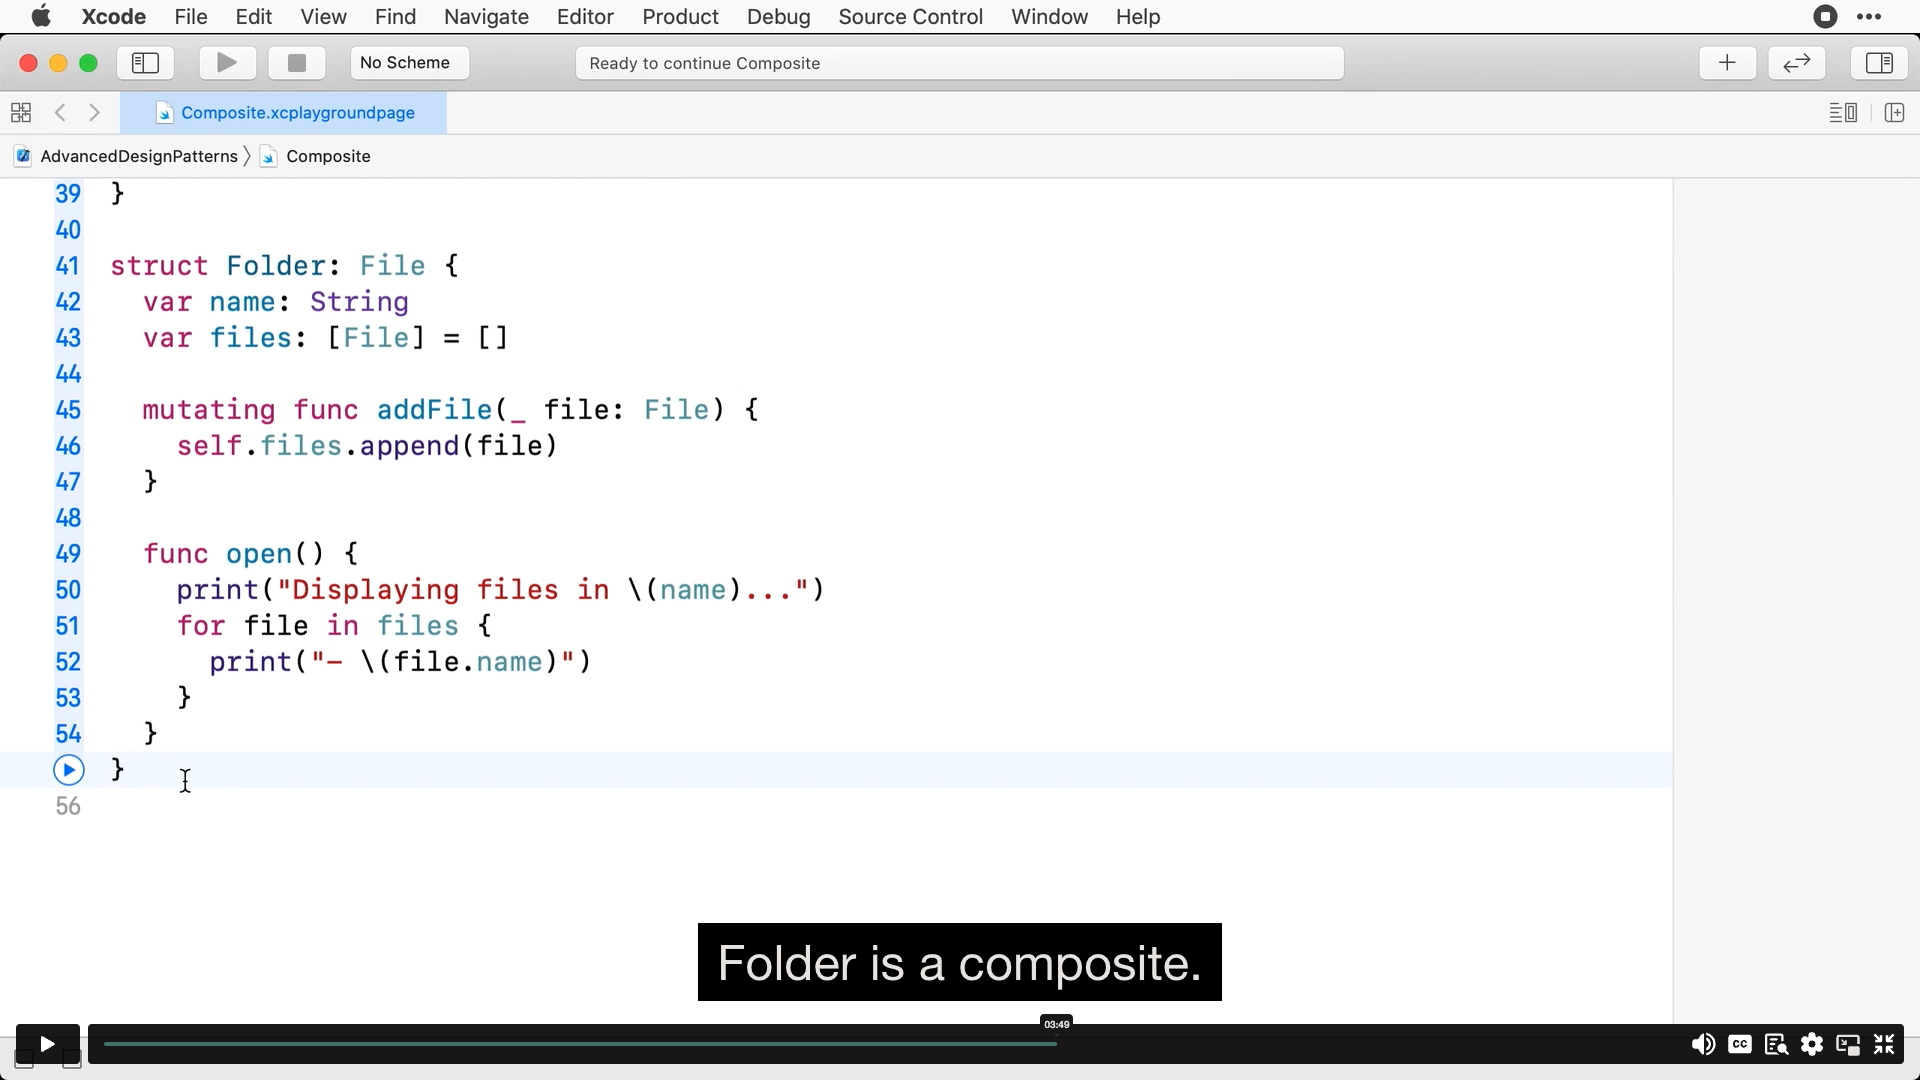 Xcode File Edit View Find Navigate Editor Product Debug Source Control Window Help
No Scheme
Ready to continue Composite
Composite.xcplaygroundpage
AdvancedDesignPatterns 〉 Composite
39 }
40
41 struct Folder: File {
42   var name: String
43   var files: [File] = []
44
45   mutating func addFile(_ file: File) {
46     self.files.append(file)
47   }
48
49   func open() {
50     print("Displaying files in \(name)...")
51     for file in files {
52       print("– \(file.name)")
53     }
54   }
}
56
Folder is a composite.
03:49
CC